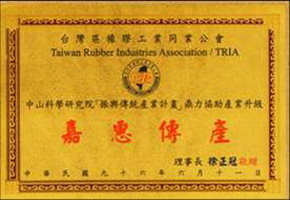 台灣區橡膠工業同業公會
Taiwan Rubber Industries Association / TRIA
中山科學研究院「振興傳統產業計畫」鼎力協助產業升級
嘉惠傳產
理事長 徐正冠 敬贈
中華民國九十六年六月十一日